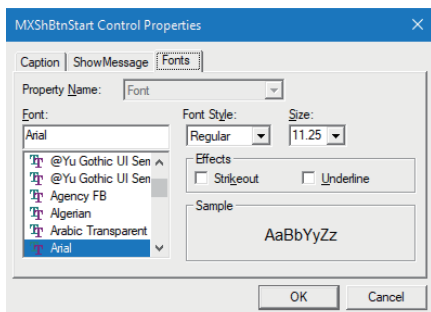 MXShBtnStart Control Properties
Caption ShowMessage Fonts
Property Name: Font
Font: Font Style: Size:
Arial Regular 11.25
@Yu Gothic UI Sen
@Yu Gothic UI Sen
Agency FB
Algerian
Arabic Transparent
Arial
Effects
Strikeout Underline
Sample
AaBbYyZz
OK Cancel